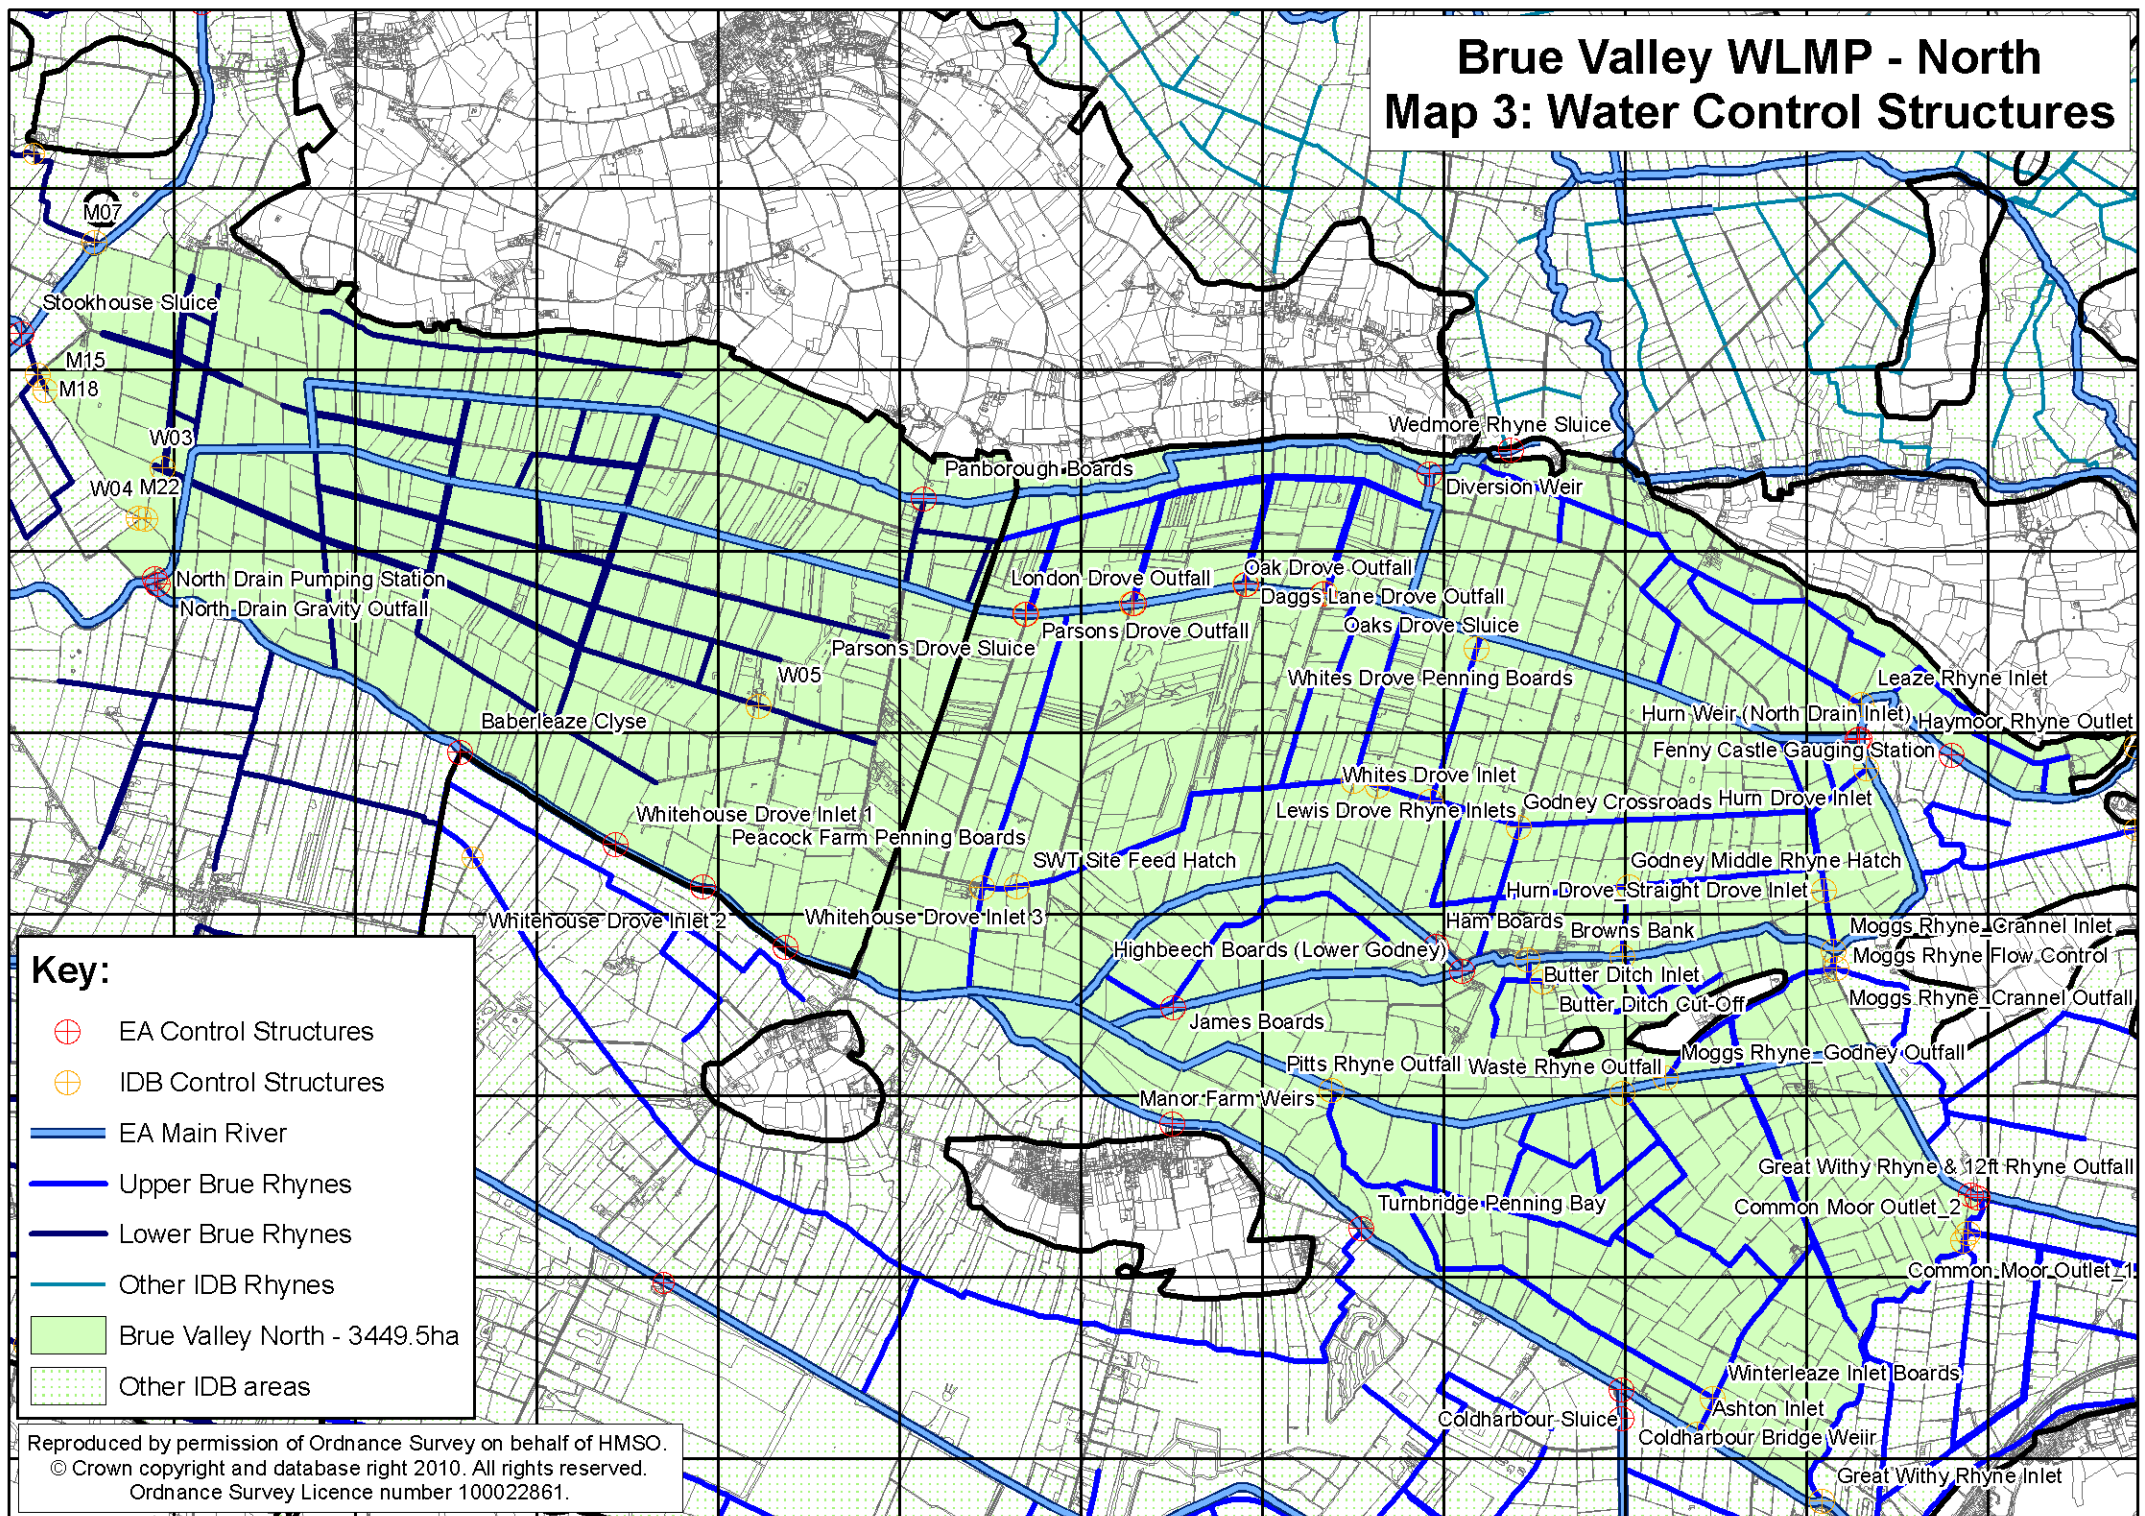 Brue Valley WLMP - North
Map 3: Water Control Structures
M07
Stookhouse Sluice
M15
M18
W03
W04 M22
North Drain Pumping Station
North Drain Gravity Outfall
Wedmore Rhyne Sluice
Panborough Boards
Diversion Weir
London Drove Outfall
Oak Drove Outfall
Daggs Lane Drove Outfall
Parsons Drove Outfall
Oaks Drove Sluice
Parsons Drove Sluice
W05
Whites Drove Penning Boards
Leaze Rhyne Inlet
Hurn Weir (North Drain Inlet)
Haymoor Rhyne Outlet
Baberleaze Clyse
Fenny Castle Gauging Station
Whites Drove Inlet
Lewis Drove Rhyne Inlets
Godney Crossroads
Hurn Drove Inlet
Whitehouse Drove Inlet 1
Peacock Farm Penning Boards
SWT Site Feed Hatch
Godney Middle Rhyne Hatch
Hurn Drove_Straight Drove Inlet
Whitehouse Drove Inlet 2
Whitehouse Drove Inlet 3
Ham Boards
Browns Bank
Moggs Rhyne_Crannel Inlet
Highbeech Boards (Lower Godney)
Moggs Rhyne Flow Control
Butter Ditch Inlet
Butter Ditch Cut-Off
Moggs Rhyne_Crannel Outfall
James Boards
Pitts Rhyne Outfall
Waste Rhyne Outfall
Moggs Rhyne_Godney Outfall
Manor Farm Weirs
Great Withy Rhyne & 12ft Rhyne Outfall
Turnbridge Penning Bay
Common Moor Outlet_2
Common Moor Outlet_1
Winterleaze Inlet Boards
Ashton Inlet
Coldharbour Sluice
Coldharbour Bridge Weiir
Great Withy Rhyne Inlet
Key:
EA Control Structures
IDB Control Structures
EA Main River
Upper Brue Rhynes
Lower Brue Rhynes
Other IDB Rhynes
Brue Valley North - 3449.5ha
Other IDB areas
Reproduced by permission of Ordnance Survey on behalf of HMSO.
© Crown copyright and database right 2010. All rights reserved.
Ordnance Survey Licence number 100022861.